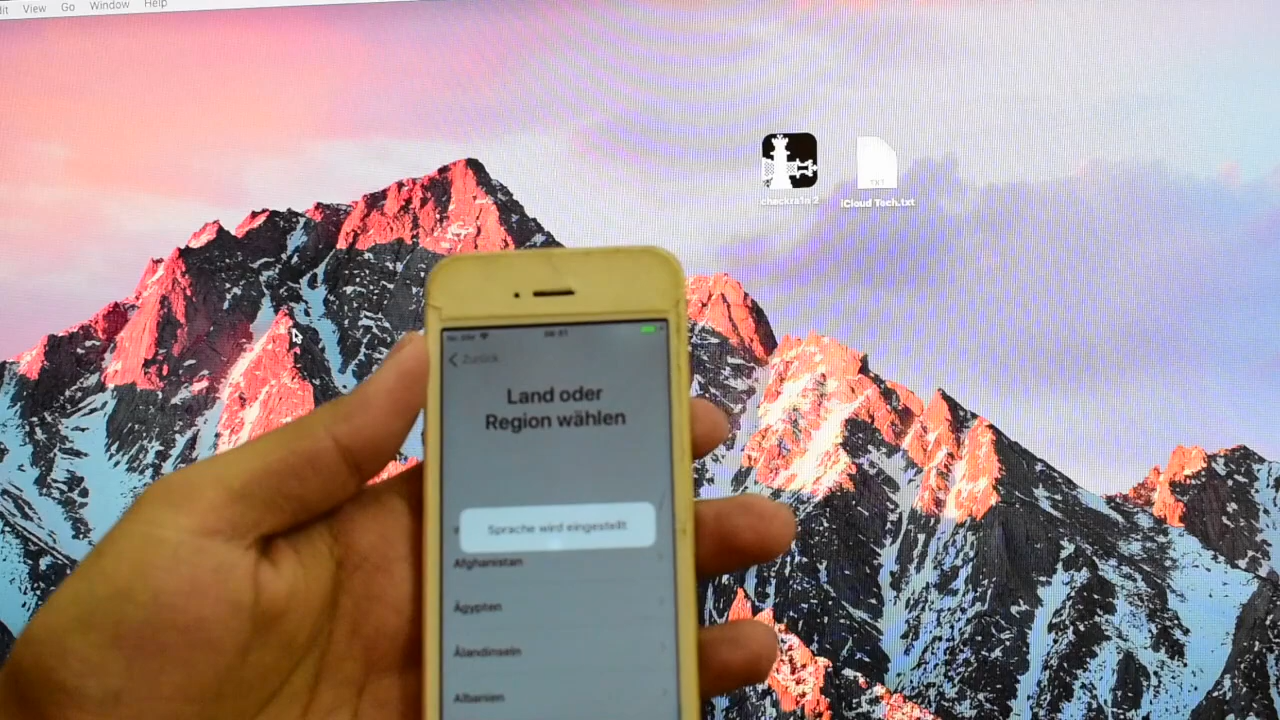 View Go Window Help
checkra1n 2
iCloud Tech.txt
TXT
Zurück
Land oder
Region wählen
Sprache wird eingestellt
Afghanistan
Ägypten
Ålandinseln
Albanien